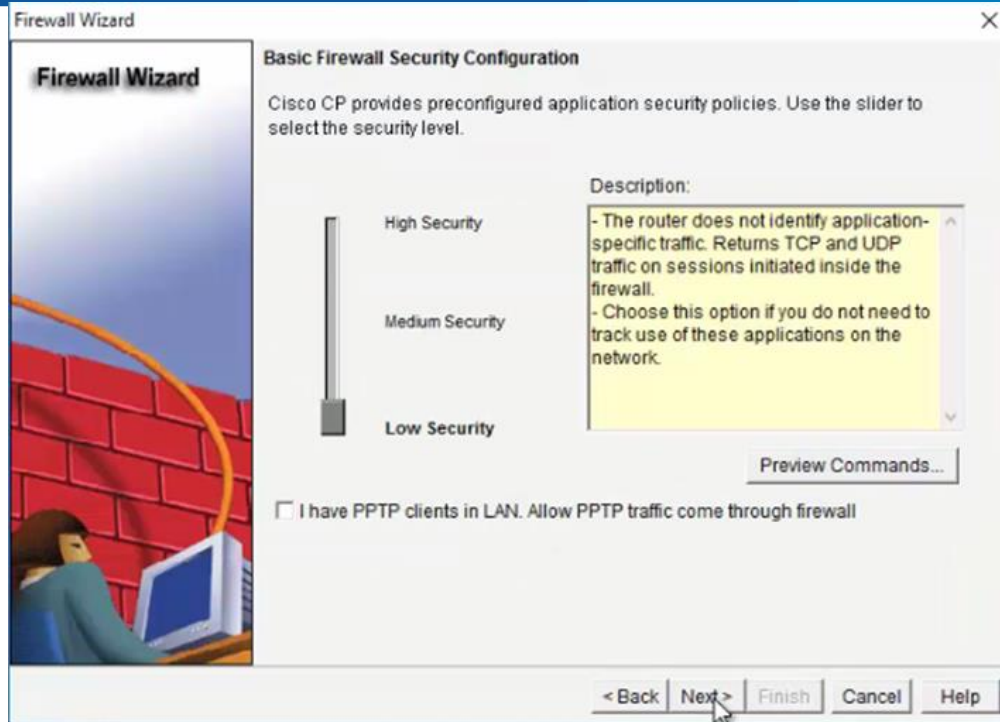 Firewall Wizard
Firewall Wizard
Basic Firewall Security Configuration
Cisco CP provides preconfigured application security policies. Use the slider to
select the security level.
Description:
High Security
Medium Security
Low Security
- The router does not identify application-
specific traffic. Returns TCP and UDP
traffic on sessions initiated inside the
firewall.
- Choose this option if you do not need to
track use of these applications on the
network.
Preview Commands...
I have PPTP clients in LAN. Allow PPTP traffic come through firewall
< Back Next > Finish Cancel Help